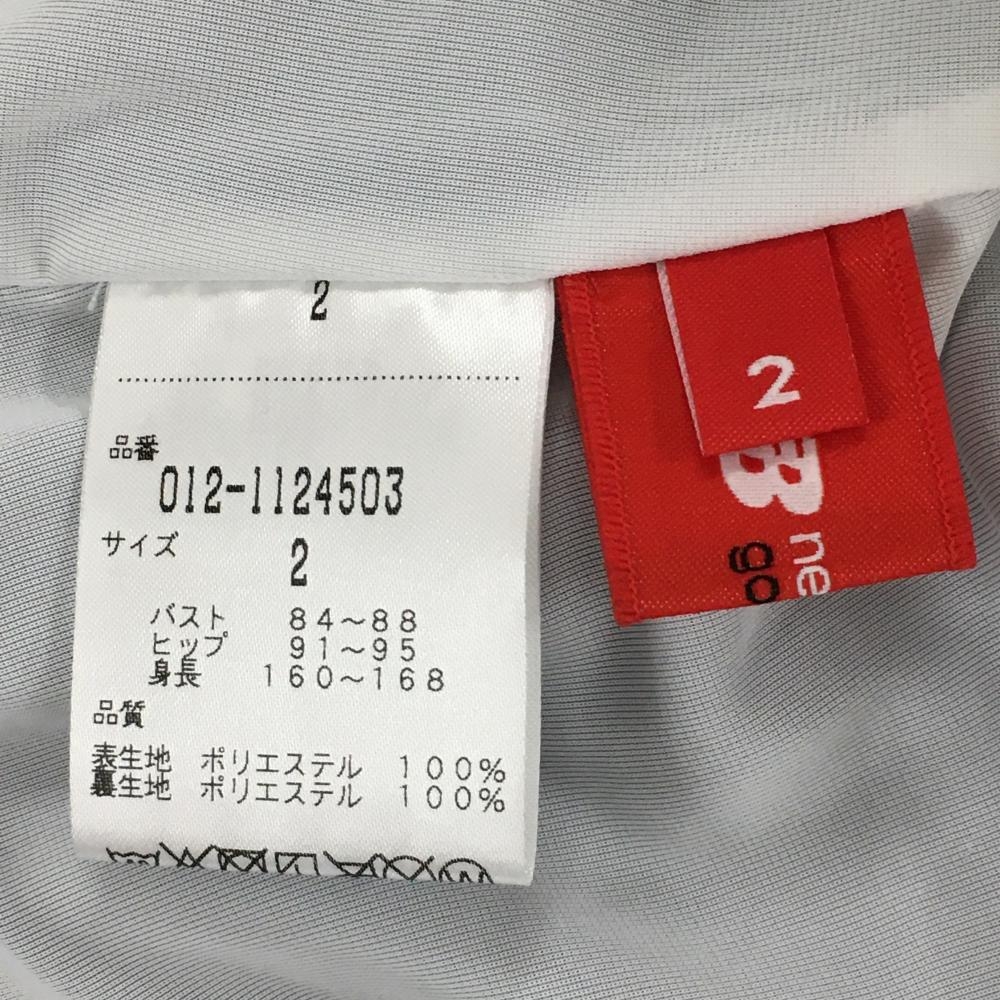 2
品番
012-1124503
サイズ
2
バスト 84～88
ヒップ 91～95
身長 160～168
品質
表生地 ポリエステル 100%
裏生地 ポリエステル 100%
2
ne
go